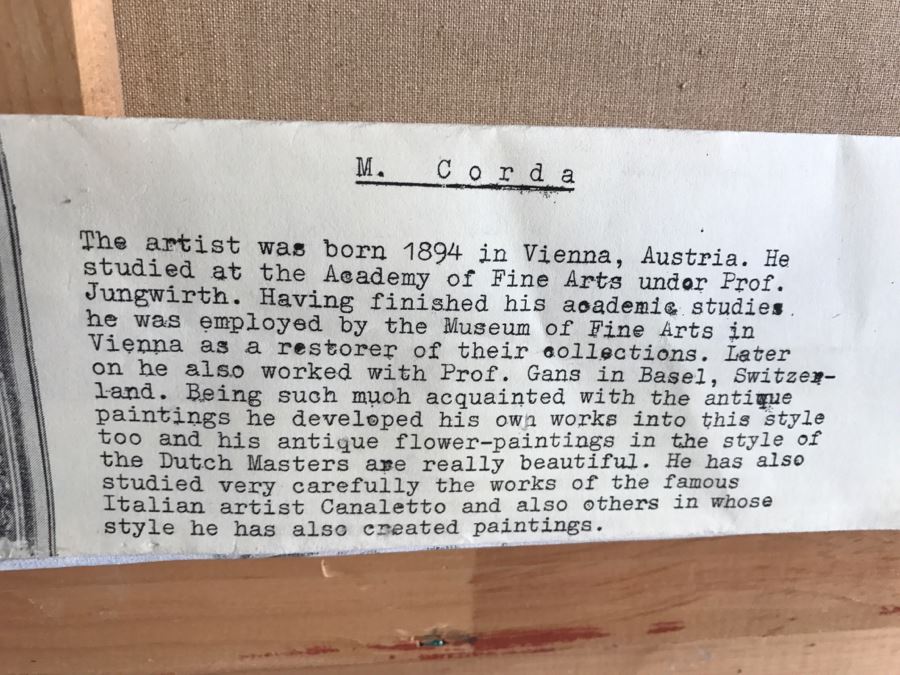 M. Corda
The artist was born 1894 in Vienna, Austria. He
studied at the Academy of Fine Arts under Prof.
Jungwirth. Having finished his academic studies
he was employed by the Museum of Fine Arts in
Vienna as a restorer of their collections. Later
on he also worked with Prof. Gans in Basel, Switzer-
land. Being such much acquainted with the antique
paintings he developed his own works into this style
too and his antique flower-paintings in the style of
the Dutch Masters are really beautiful. He has also
studied very carefully the works of the famous
Italian artist Canaletto and also others in whose
style he has also created paintings.